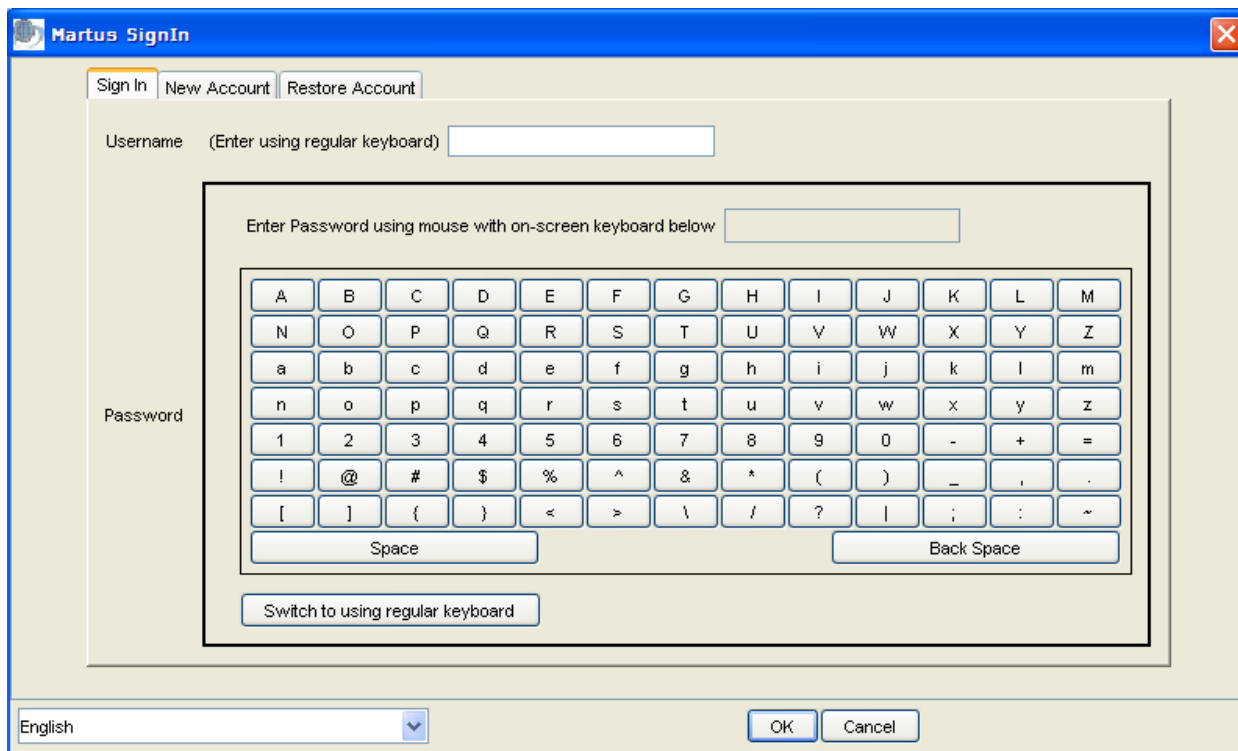 Martus SignIn
Sign In New Account Restore Account
Username (Enter using regular keyboard)
Enter Password using mouse with on-screen keyboard below
A B C D E F G H I J K L M
N O P Q R S T U V W X Y Z
a b c d e f g h i j k l m
Password
n o p q r s t u v w x y z
1 2 3 4 5 6 7 8 9 0 - + =
! @ # $ % ^ & * ( ) _ , .
[ ] { } < > \ / ? | ; : ~
Space Back Space
Switch to using regular keyboard
English OK Cancel